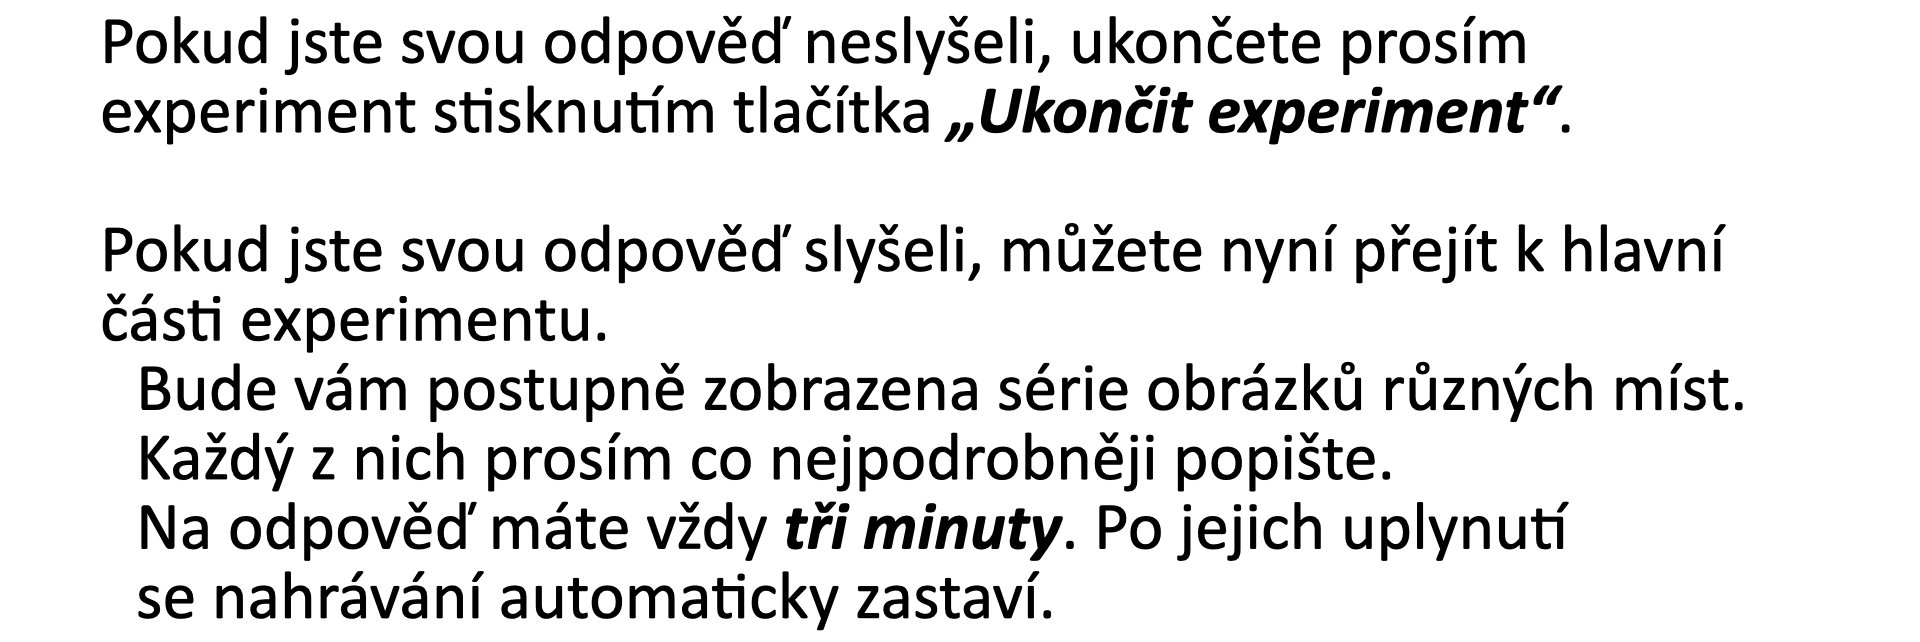 Pokud jste svou odpověď neslyšeli, ukončete prosím
experiment stisknutím tlačítka „Ukončit experiment“.
Pokud jste svou odpověď slyšeli, můžete nyní přejít k hlavní
části experimentu.
Bude vám postupně zobrazena série obrázků různých míst.
Každý z nich prosím co nejpodrobněji popište.
Na odpověď máte vždy tři minuty. Po jejich uplynutí
se nahrávání automaticky zastaví.